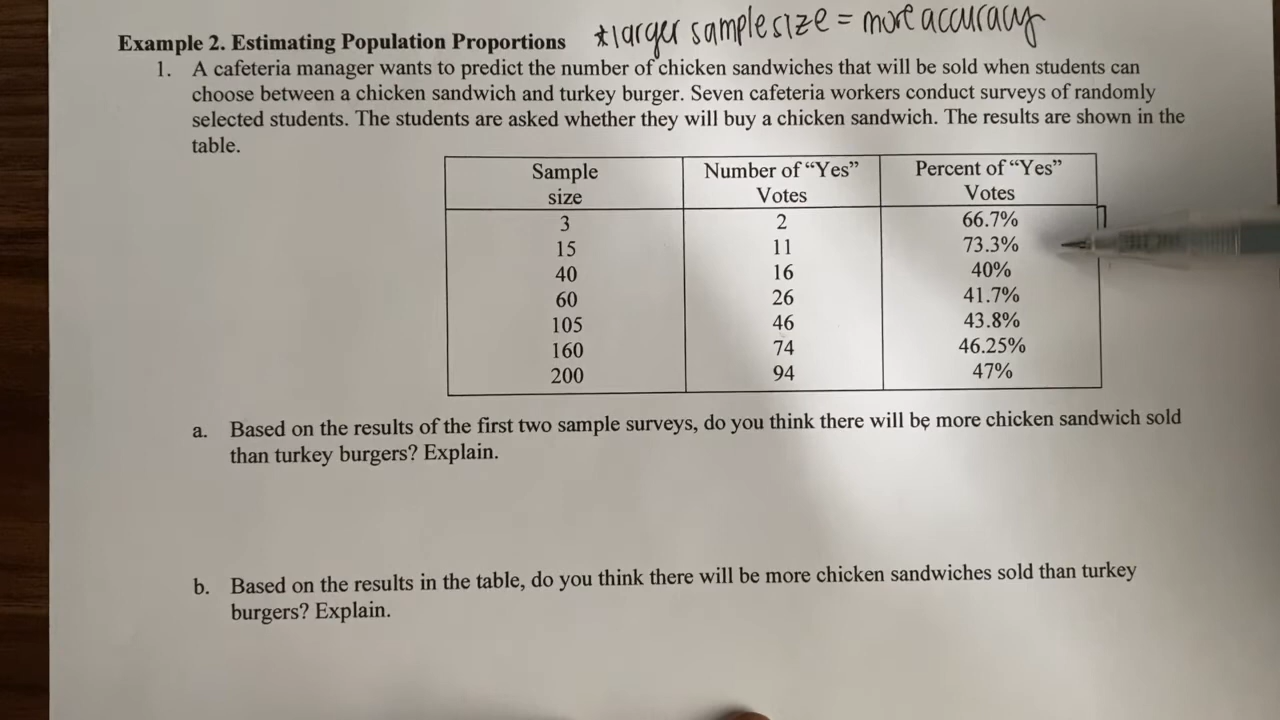 Example 2. Estimating Population Proportions *larger sample size = more accuracy
1. A cafeteria manager wants to predict the number of chicken sandwiches that will be sold when students can
choose between a chicken sandwich and turkey burger. Seven cafeteria workers conduct surveys of randomly
selected students. The students are asked whether they will buy a chicken sandwich. The results are shown in the
table.
Sample size Number of “Yes” Votes Percent of “Yes” Votes
3 2 66.7%
15 11 73.3%
40 16 40%
60 26 41.7%
105 46 43.8%
160 74 46.25%
200 94 47%
a. Based on the results of the first two sample surveys, do you think there will be more chicken sandwich sold
than turkey burgers? Explain.
b. Based on the results in the table, do you think there will be more chicken sandwiches sold than turkey
burgers? Explain.